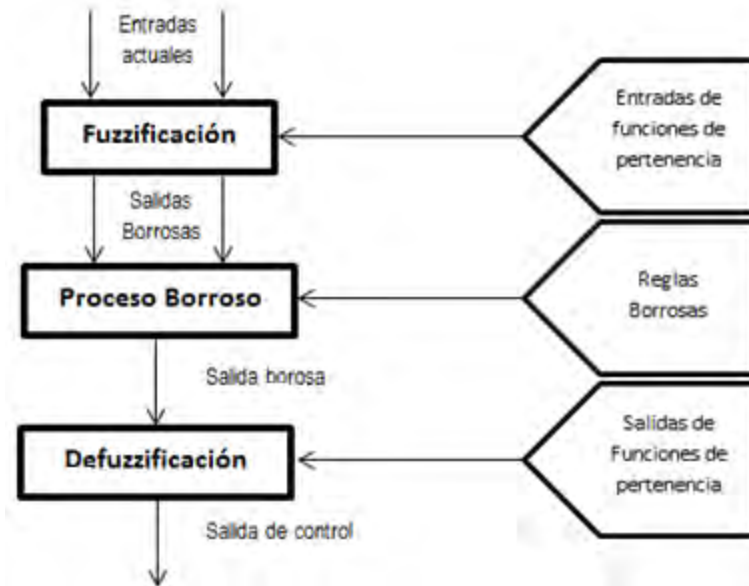 Entradas
actuales
Entradas de
funciones de
pertenencia
Fuzzificación
Salidas
Borrosas
Reglas
Borrosas
Proceso Borroso
Salida borosa
Salidas de
Funciones de
pertenencia
Defuzzificación
Salida de control